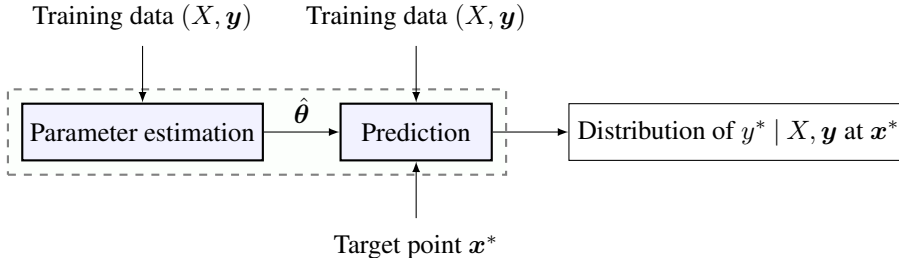 Training data (X, y)
Training data (X, y)
θ̂
Parameter estimation
Prediction
Distribution of y* | X, y at x*
Target point x*